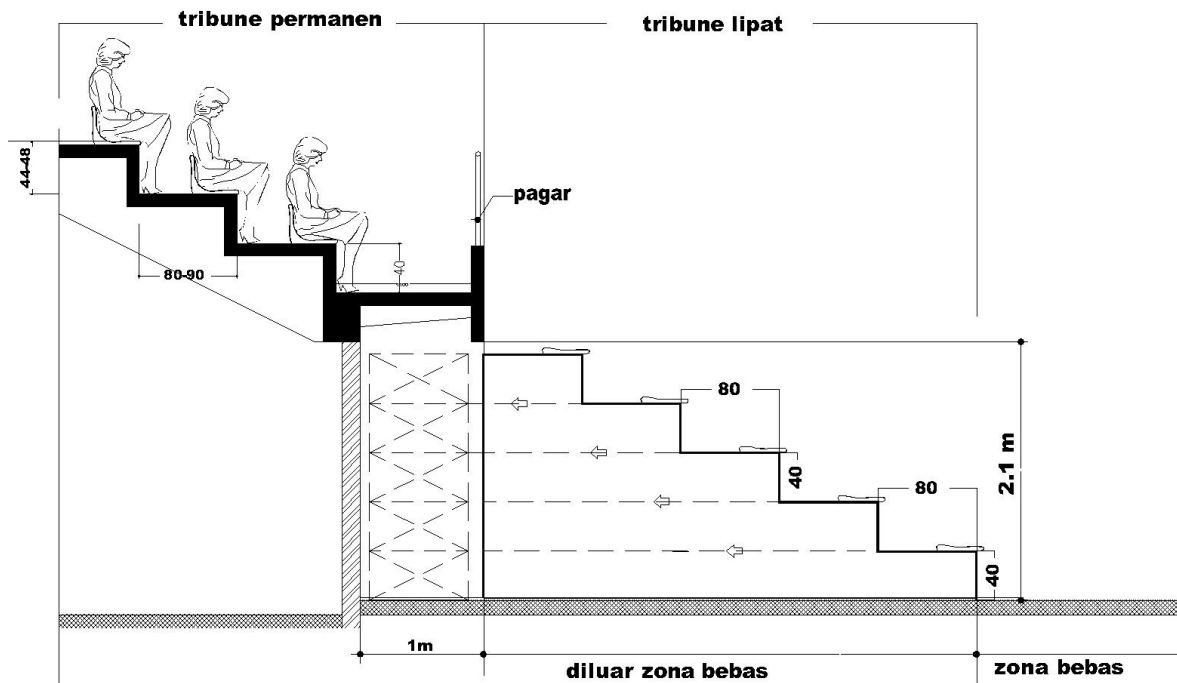 tribune permanen
tribune lipat
44-48
pagar
80-90
40
80
40
80
40
2.1 m
1m
diluar zona bebas
zona bebas